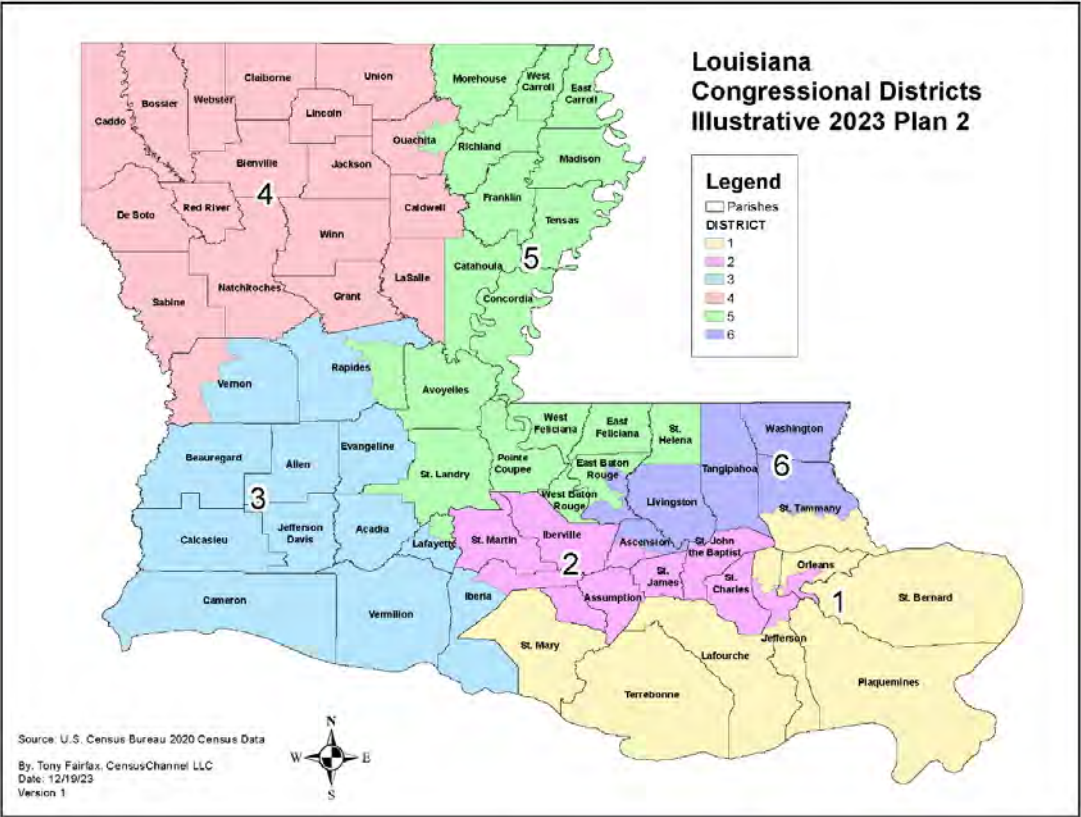 Louisiana
Congressional Districts
Illustrative 2023 Plan 2
Legend
Parishes
DISTRICT
1
2
3
4
5
6
Caddo
Bossier
Webster
Claiborne
Union
Lincoln
Ouachita
Morehouse
West
Carroll
East
Carroll
Richland
Madison
Bienville
Jackson
Franklin
Tensas
De Soto
Red River
4
Winn
Caldwell
Catahoula
5
Concordia
Sabine
Natchitoches
Grant
LaSalle
Vernon
Rapides
Avoyelles
Beauregard
Allen
Evangeline
St. Landry
Pointe
Coupee
West
Feliciana
East
Feliciana
St.
Helena
East Baton
Rouge
West Baton
Rouge
Tangipahoa
Washington
6
Livingston
St. Tammany
3
Calcasieu
Jefferson
Davis
Acadia
Lafayette
St. Martin
Iberville
2
Ascension
St. John
the Baptist
St.
James
St.
Charles
Assumption
Orleans
1
St. Bernard
Cameron
Vermilion
Iberia
St. Mary
Terrebonne
Lafourche
Jefferson
Plaquemines
Source: U.S. Census Bureau 2020 Census Data
By. Tony Fairfax, CensusChannel LLC
Date: 12/19/23
Version 1
N
W
E
S